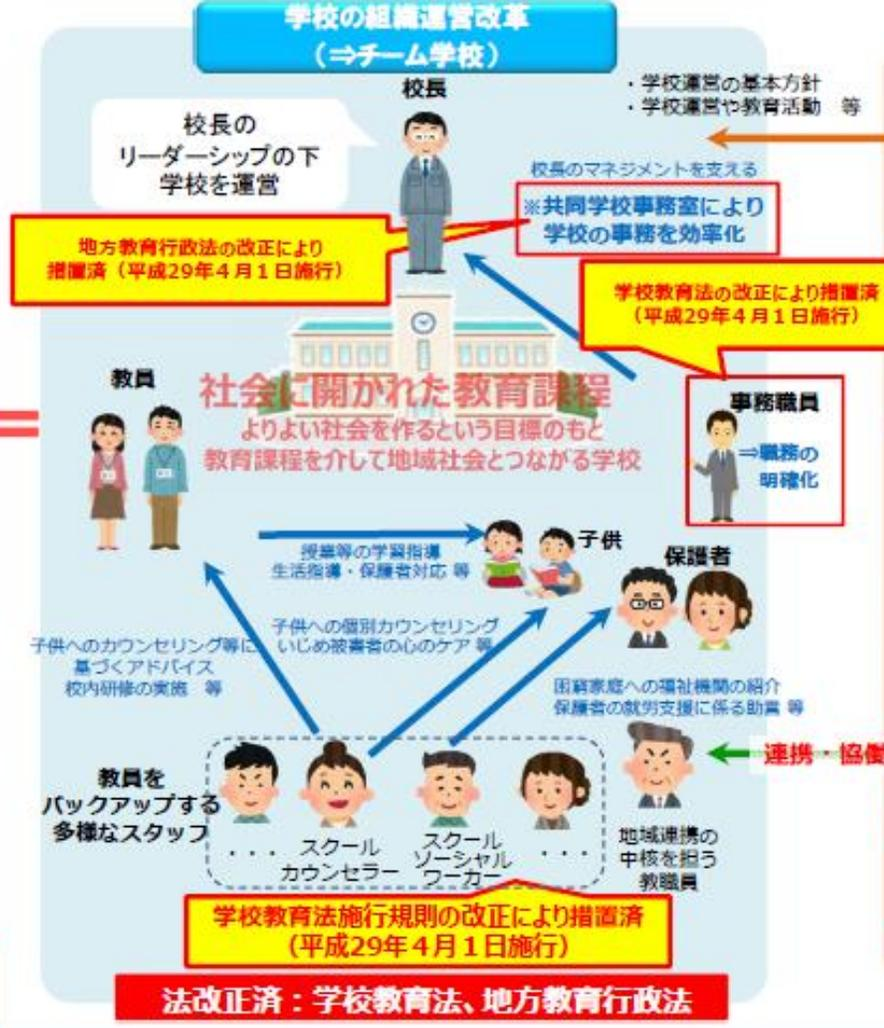 学校の組織運営改革
(⇒チーム学校)
校長
校長の
リーダーシップの下
学校を運営
・学校運営の基本方針
・学校運営や教育活動　等
校長のマネジメントを支える
※共同学校事務室により
学校の事務を効率化
地方教育行政法の改正により
措置済（平成29年４月１日施行）
学校教育法の改正により措置済
（平成29年４月１日施行）
教員
社会に開かれた教育課程
よりよい社会を作るという目標のもと
教育課程を介して地域社会とつながる学校
事務職員
⇒職務の
明確化
授業等の学習指導
生活指導・保護者対応 等
子供
保護者
子供へのカウンセリング等に
基づくアドバイス
校内研修の実施　等
子供への個別カウンセリング
いじめ被害者の心のケア 等
困窮家庭への福祉機関の紹介
保護者の就労支援に係る助言 等
連携・協働
教員を
バックアップする
多様なスタッフ
・・・
スクール
カウンセラー
スクール
ソーシャル
ワーカー
・・・
地域連携の
中核を担う
教職員
学校教育法施行規則の改正により措置済
（平成29年４月１日施行）
法改正済：学校教育法、地方教育行政法